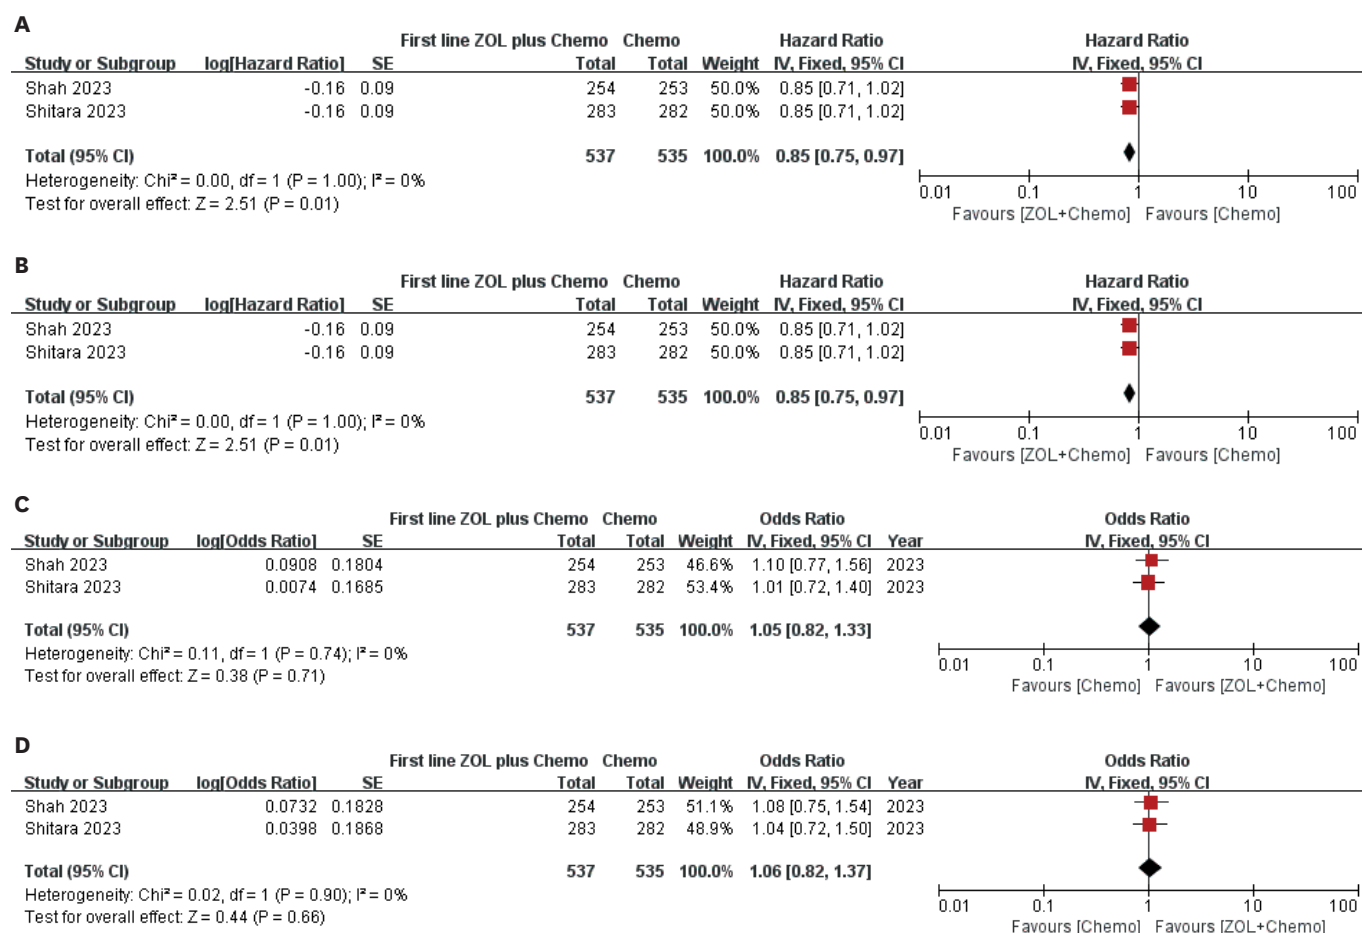 A
First line ZOL plus Chemo Chemo Hazard Ratio Hazard Ratio
Study or Subgroup log[Hazard Ratio] SE Total Total Weight IV, Fixed, 95% CI IV, Fixed, 95% CI
Shah 2023 -0.16 0.09 254 253 50.0% 0.85 [0.71, 1.02]
Shitara 2023 -0.16 0.09 283 282 50.0% 0.85 [0.71, 1.02]
Total (95% CI) 537 535 100.0% 0.85 [0.75, 0.97]
Heterogeneity: Chi² = 0.00, df = 1 (P = 1.00); I² = 0%
Test for overall effect: Z = 2.51 (P = 0.01)
0.01 0.1 1 10 100
Favours [ZOL+Chemo] Favours [Chemo]
B
First line ZOL plus Chemo Chemo Hazard Ratio Hazard Ratio
Study or Subgroup log[Hazard Ratio] SE Total Total Weight IV, Fixed, 95% CI IV, Fixed, 95% CI
Shah 2023 -0.16 0.09 254 253 50.0% 0.85 [0.71, 1.02]
Shitara 2023 -0.16 0.09 283 282 50.0% 0.85 [0.71, 1.02]
Total (95% CI) 537 535 100.0% 0.85 [0.75, 0.97]
Heterogeneity: Chi² = 0.00, df = 1 (P = 1.00); I² = 0%
Test for overall effect: Z = 2.51 (P = 0.01)
0.01 0.1 1 10 100
Favours [ZOL+Chemo] Favours [Chemo]
C
First line ZOL plus Chemo Chemo Odds Ratio Odds Ratio
Study or Subgroup log[Odds Ratio] SE Total Total Weight IV, Fixed, 95% CI Year IV, Fixed, 95% CI
Shah 2023 0.0908 0.1804 254 253 46.6% 1.10 [0.77, 1.56] 2023
Shitara 2023 0.0074 0.1685 283 282 53.4% 1.01 [0.72, 1.40] 2023
Total (95% CI) 537 535 100.0% 1.05 [0.82, 1.33]
Heterogeneity: Chi² = 0.11, df = 1 (P = 0.74); I² = 0%
Test for overall effect: Z = 0.38 (P = 0.71)
0.01 0.1 1 10 100
Favours [Chemo] Favours [ZOL+Chemo]
D
First line ZOL plus Chemo Chemo Odds Ratio Odds Ratio
Study or Subgroup log[Odds Ratio] SE Total Total Weight IV, Fixed, 95% CI Year IV, Fixed, 95% CI
Shah 2023 0.0732 0.1828 254 253 51.1% 1.08 [0.75, 1.54] 2023
Shitara 2023 0.0398 0.1868 283 282 48.9% 1.04 [0.72, 1.50] 2023
Total (95% CI) 537 535 100.0% 1.06 [0.82, 1.37]
Heterogeneity: Chi² = 0.02, df = 1 (P = 0.90); I² = 0%
Test for overall effect: Z = 0.44 (P = 0.66)
0.01 0.1 1 10 100
Favours [Chemo] Favours [ZOL+Chemo]